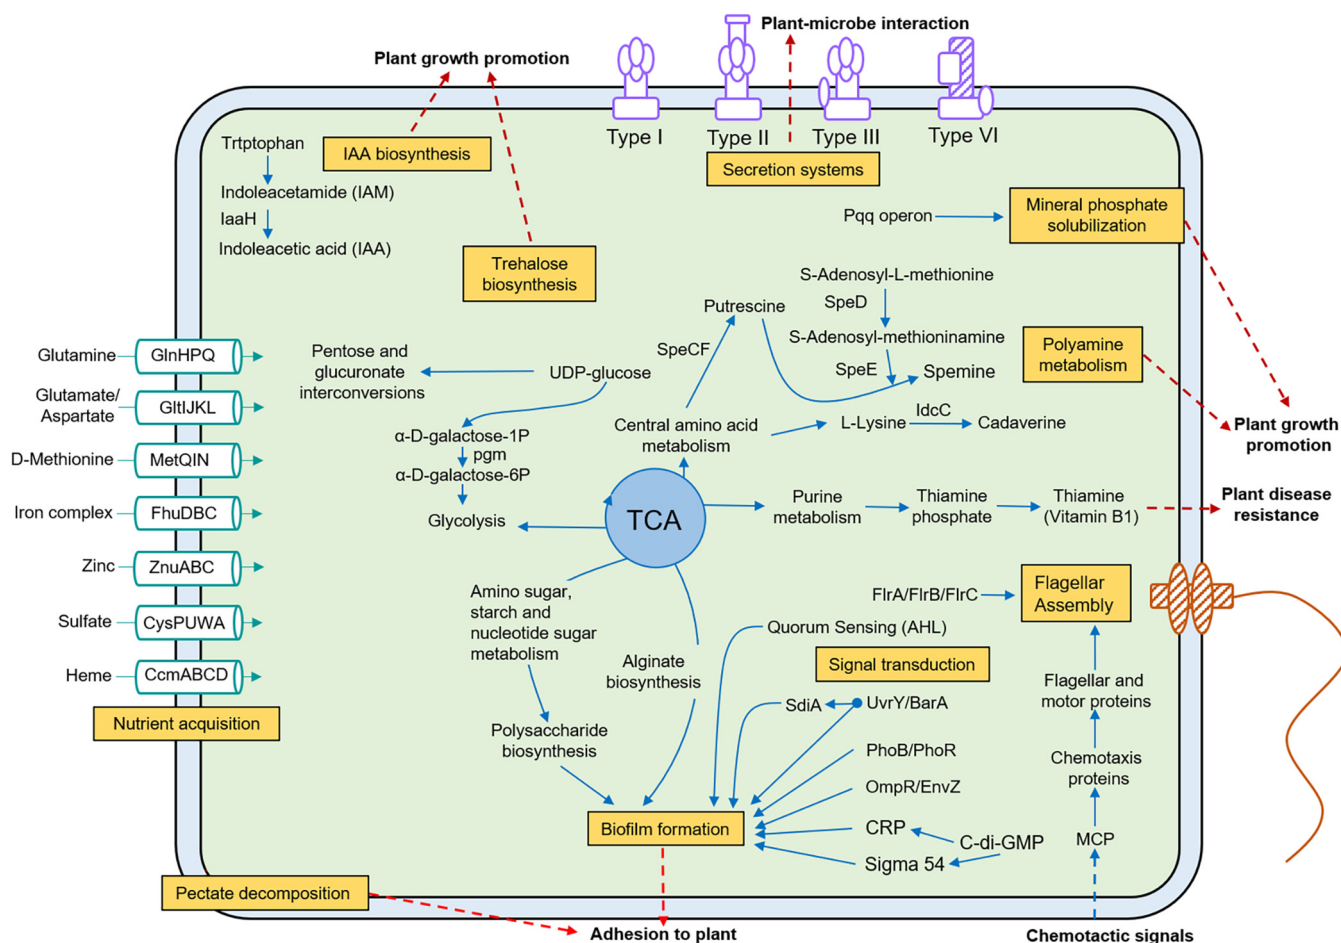 Plant-microbe interaction
Plant growth promotion
Type I
Type II
Type III
Type VI
Trtptophan
IAA biosynthesis
Secretion systems
Indoleacetamide (IAM)
IaaH
Indoleacetic acid (IAA)
Pqq operon
Mineral phosphate
solubilization
Trehalose
biosynthesis
S-Adenosyl-L-methionine
SpeD
Putrescine
S-Adenosyl-methioninamine
SpeCF
SpeE
Spemine
Polyamine
metabolism
Glutamine
GlnHPQ
Glutamate/
Aspartate
GltIJKL
D-Methionine
MetQIN
Iron complex
FhuDBC
Zinc
ZnuABC
Sulfate
CysPUWA
Heme
CcmABCD
Nutrient acquisition
Pentose and
glucuronate
interconversions
UDP-glucose
α-D-galactose-1P
pgm
α-D-galactose-6P
Glycolysis
Central amino acid
metabolism
L-Lysine
IdcC
Cadaverine
Plant growth
promotion
TCA
Purine
metabolism
Thiamine
phosphate
Thiamine
(Vitamin B1)
Plant disease
resistance
Amino sugar,
starch and
nucleotide sugar
metabolism
Alginate
biosynthesis
Polysaccharide
biosynthesis
FlrA/FlrB/FlrC
Flagellar
Assembly
Quorum Sensing (AHL)
Signal transduction
SdiA
UvrY/BarA
PhoB/PhoR
OmpR/EnvZ
CRP
C-di-GMP
Sigma 54
Flagellar and
motor proteins
Chemotaxis
proteins
MCP
Biofilm formation
Pectate decomposition
Adhesion to plant
Chemotactic signals